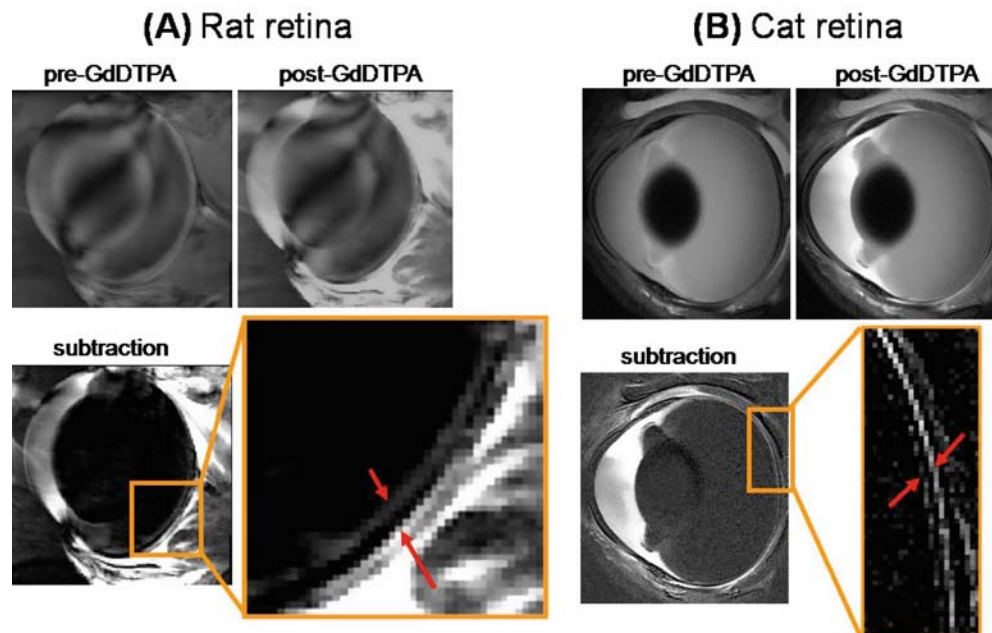 (A) Rat retina
pre-GdDTPA
post-GdDTPA
subtraction
(B) Cat retina
pre-GdDTPA
post-GdDTPA
subtraction